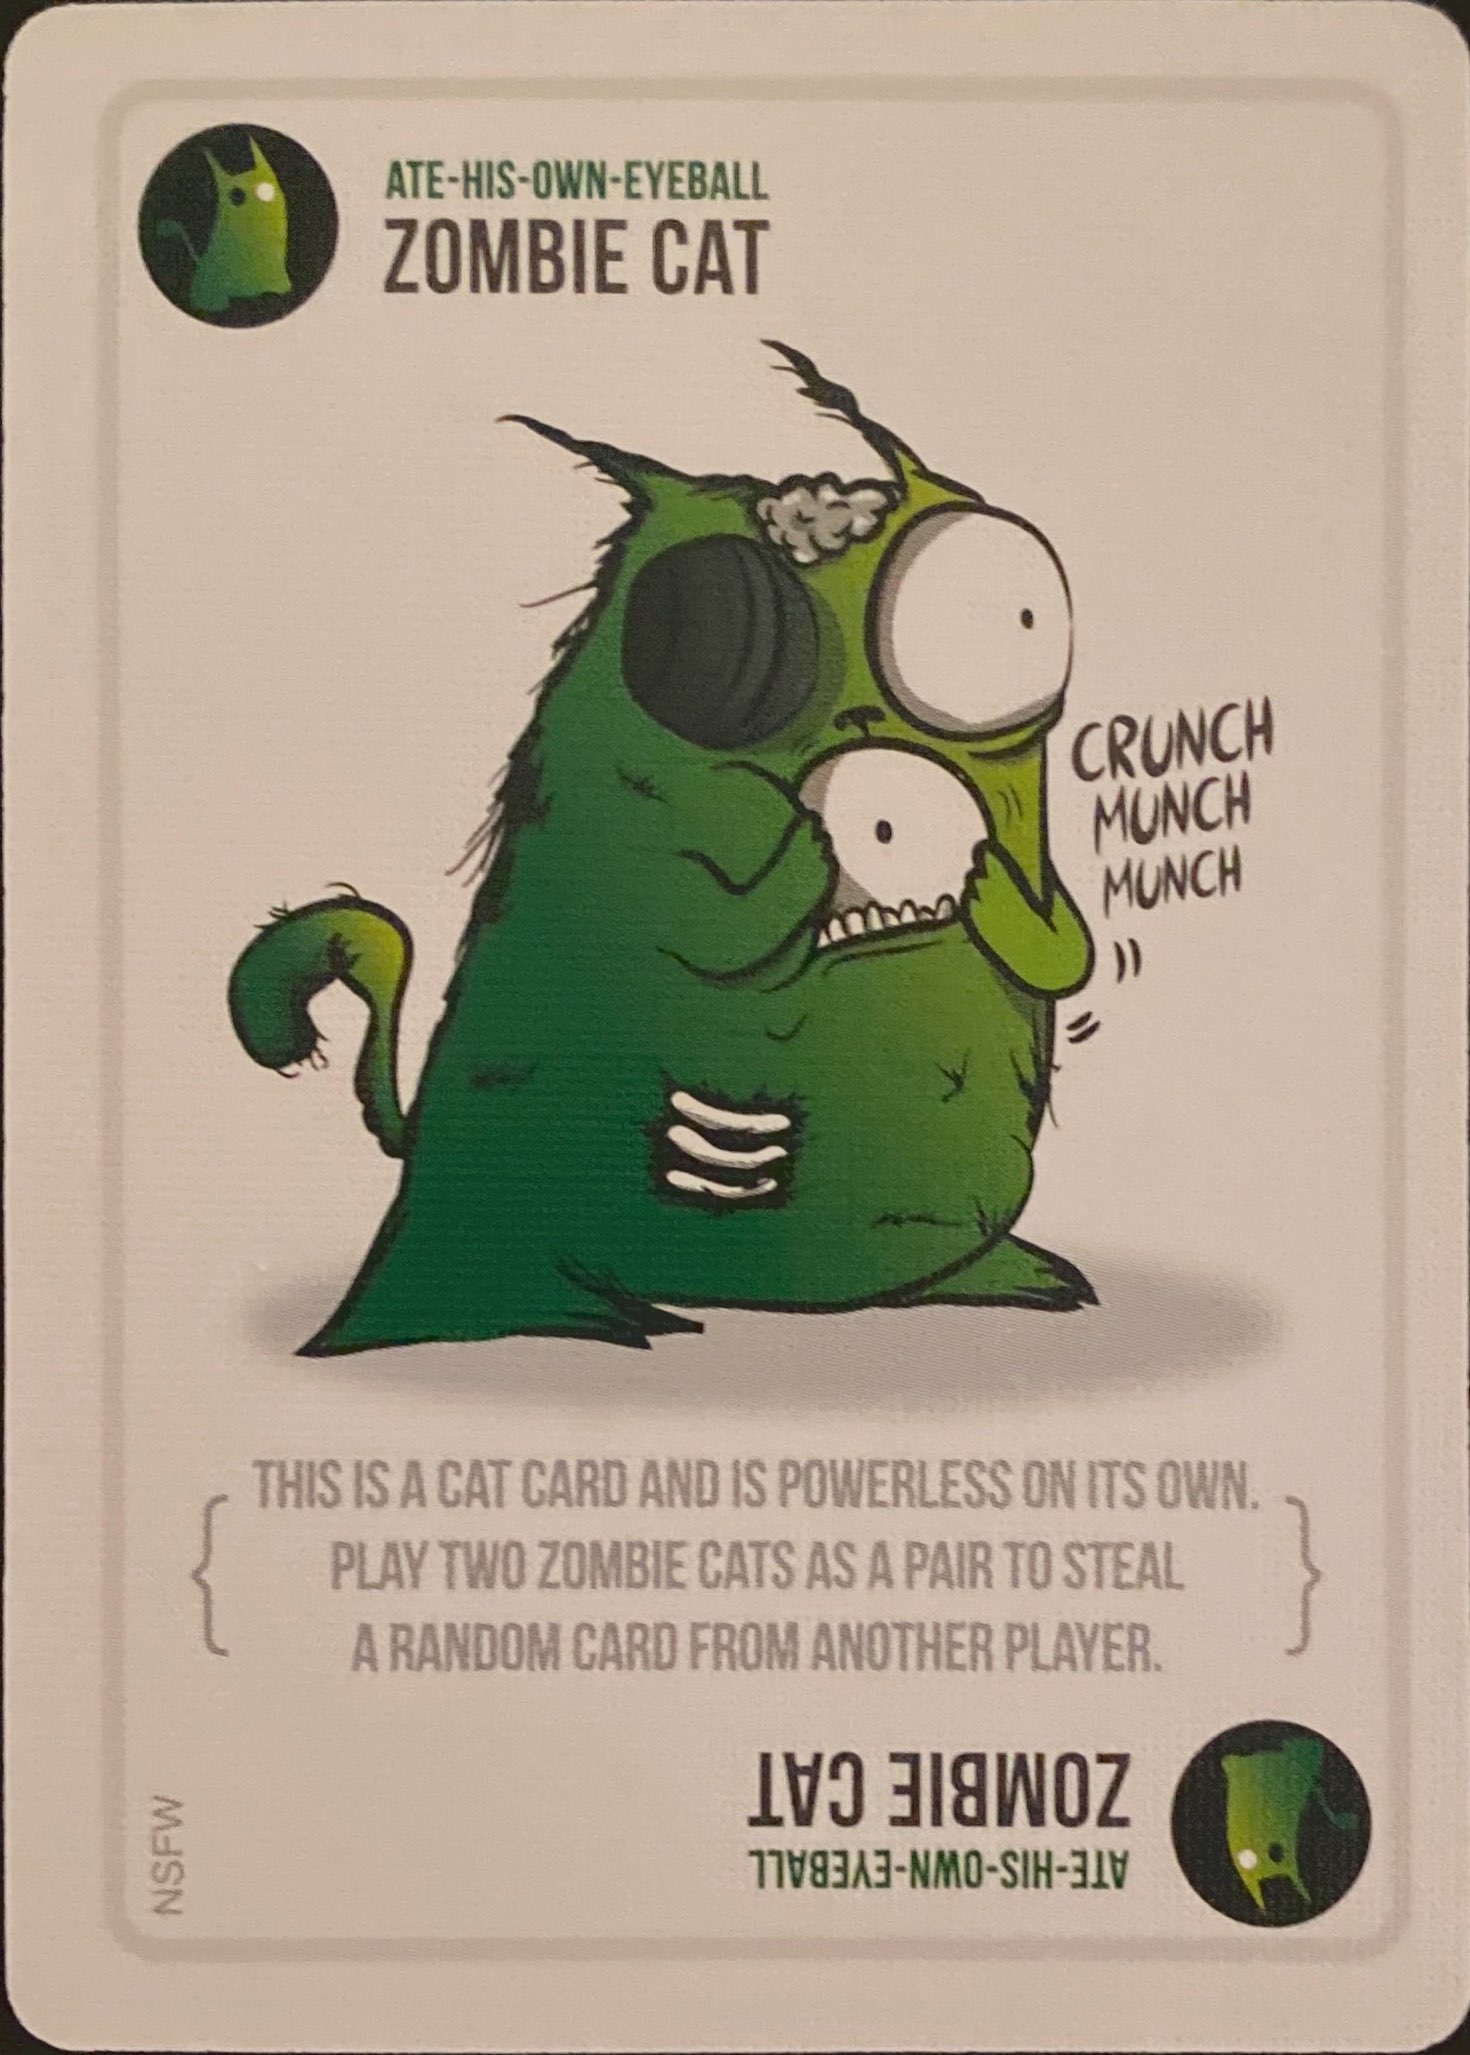 ATE-HIS-OWN-EYEBALL
ZOMBIE CAT
CRUNCH
MUNCH
MUNCH
THIS IS A CAT CARD AND IS POWERLESS ON ITS OWN.
PLAY TWO ZOMBIE CATS AS A PAIR TO STEAL
A RANDOM CARD FROM ANOTHER PLAYER.
NSFW
ATE-HIS-OWN-EYEBALL
ZOMBIE CAT